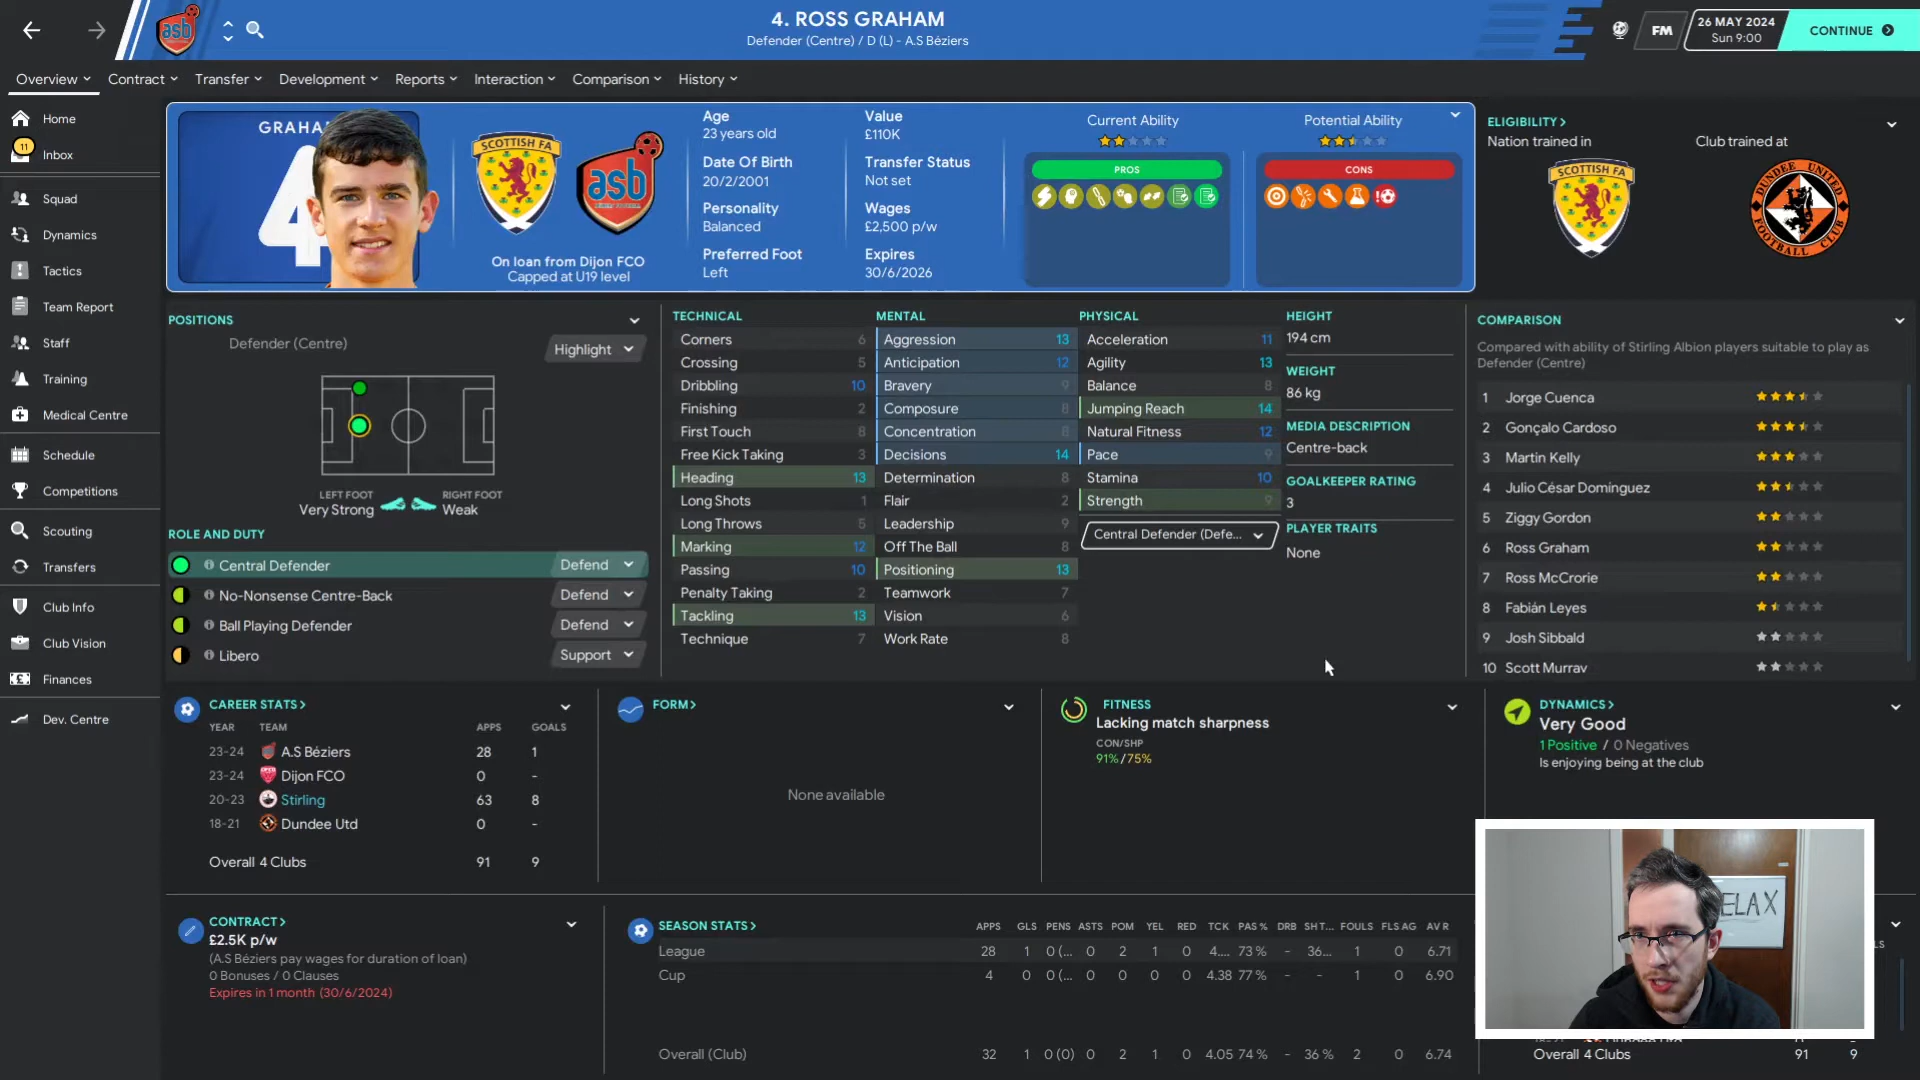 4. ROSS GRAHAM
Defender (Centre) / D (L) - A.S Béziers
FM
26 MAY 2024
Sun 9:00
CONTINUE
Overview
Contract
Transfer
Development
Reports
Interaction
Comparison
History
Home
11
Inbox
Squad
Dynamics
Tactics
Team Report
Staff
Training
Medical Centre
Schedule
Competitions
Scouting
Transfers
Club Info
Club Vision
Finances
Dev. Centre
4
SCOTTISH FA
asb
On loan from Dijon FCO
Capped at U19 level
Age
23 years old
Date Of Birth
20/2/2001
Personality
Balanced
Preferred Foot
Left
Value
£110K
Transfer Status
Not set
Wages
£2,500 p/w
Expires
30/6/2026
Current Ability
PROS
Potential Ability
CONS
ELIGIBILITY >
Nation trained in
SCOTTISH FA
Club trained at
DUNDEE UNITED
FOOTBALL CLUB
POSITIONS
Defender (Centre)
Highlight
LEFT FOOT
Very Strong
RIGHT FOOT
Weak
ROLE AND DUTY
Central Defender Defend
No-Nonsense Centre-Back Defend
Ball Playing Defender Defend
Libero Support
TECHNICAL
Corners 6
Crossing 5
Dribbling 10
Finishing 2
First Touch 8
Free Kick Taking 3
Heading 13
Long Shots 1
Long Throws 5
Marking 12
Passing 10
Penalty Taking 2
Tackling 13
Technique 7
MENTAL
Aggression 13
Anticipation 12
Bravery 9
Composure 8
Concentration 8
Decisions 14
Determination 8
Flair 2
Leadership 9
Off The Ball 8
Positioning 13
Teamwork 7
Vision 6
Work Rate 8
PHYSICAL
Acceleration 11
Agility 13
Balance 8
Jumping Reach 14
Natural Fitness 12
Pace 9
Stamina 10
Strength 9
Central Defender (Defe...
HEIGHT
194 cm
WEIGHT
86 kg
MEDIA DESCRIPTION
Centre-back
GOALKEEPER RATING
3
PLAYER TRAITS
None
COMPARISON
Compared with ability of Stirling Albion players suitable to play as
Defender (Centre)
1 Jorge Cuenca
2 Gonçalo Cardoso
3 Martin Kelly
4 Julio César Domínguez
5 Ziggy Gordon
6 Ross Graham
7 Ross McCrorie
8 Fabián Leyes
9 Josh Sibbald
10 Scott Murray
CAREER STATS >
YEAR TEAM APPS GOALS
23-24 A.S Béziers 28 1
23-24 Dijon FCO 0 -
20-23 Stirling 63 8
18-21 Dundee Utd 0 -
Overall 4 Clubs 91 9
FORM >
None available
FITNESS
Lacking match sharpness
CON/SHP
91% / 75%
DYNAMICS >
Very Good
1 Positive / 0 Negatives
Is enjoying being at the club
CONTRACT >
£2.5K p/w
(A.S Béziers pay wages for duration of loan)
0 Bonuses / 0 Clauses
Expires in 1 month (30/6/2024)
SEASON STATS >
APPS GLS PENS ASTS POM YEL RED TCK PAS % DRB SHT... FOULS FLS AG AV R
League 28 1 0 (... 0 2 1 0 4.... 73 % - 36... 1 0 6.71
Cup 4 0 0 (... 0 0 0 0 4.38 77 % - - 1 0 6.90
Overall (Club) 32 1 0 (0) 0 2 1 0 4.05 74 % - 36 % 2 0 6.74
ELAX
Overall 4 Clubs 91 9